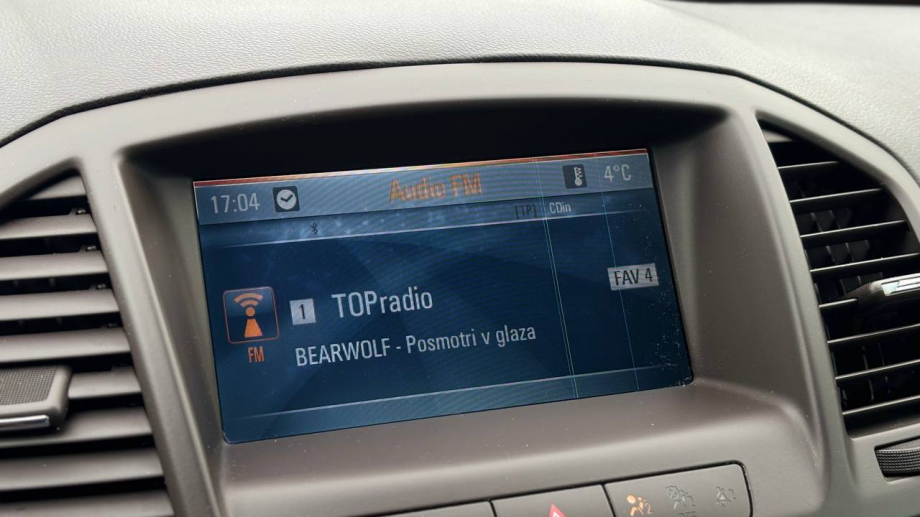 17:04 Audio FM 4°C
[TP] CDin
FAV 4
1 TOPradio
FM BEARWOLF - Posmotri v glaza